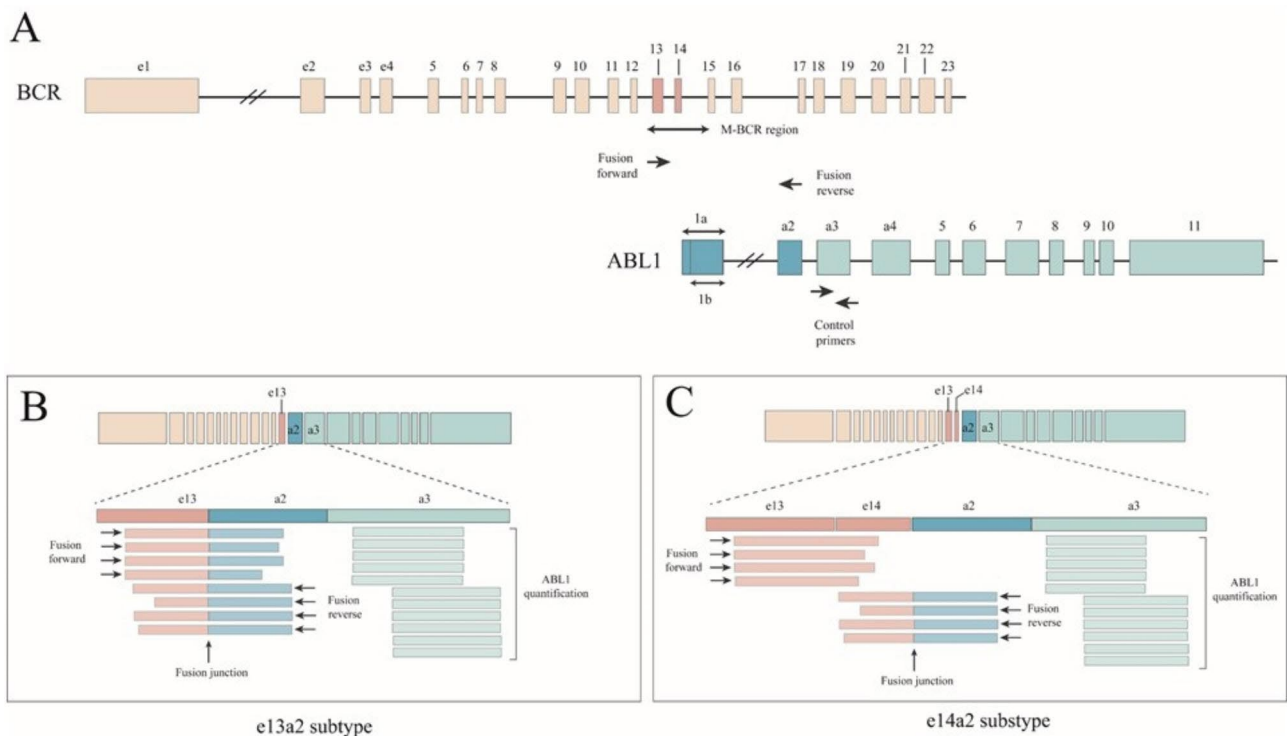 A
BCR
e1 e2 e3 e4 5 6 7 8 9 10 11 12 13 14 15 16 17 18 19 20 21 22 23
M-BCR region
Fusion
forward
Fusion
reverse
ABL1
1a a2 a3 a4 5 6 7 8 9 10 11
1b
Control
primers
B
e13
a2 a3
e13 a2 a3
Fusion
forward
Fusion
reverse
ABL1
quantification
Fusion junction
e13a2 subtype
C
e13 e14
a2 a3
e13 e14 a2 a3
Fusion
forward
Fusion
reverse
ABL1
quantification
Fusion junction
e14a2 substype